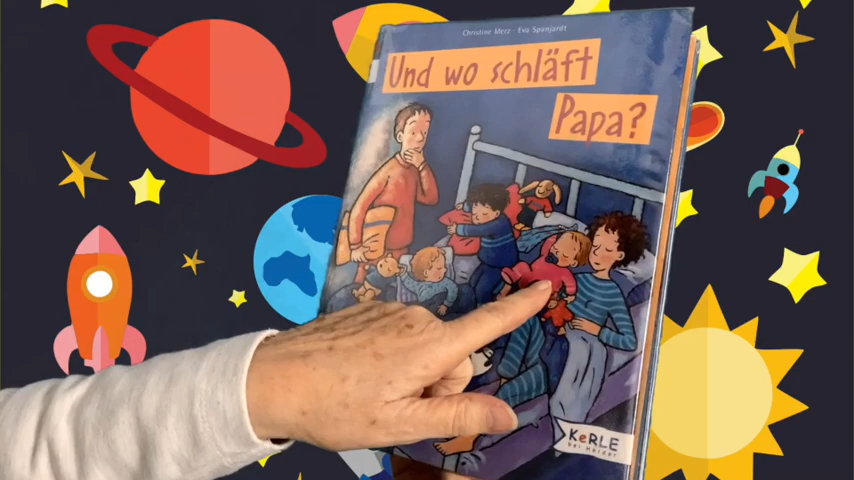 Christine Merz · Eva Spanjardt
Und wo schläft
Papa?
KeRLE
bei Herder